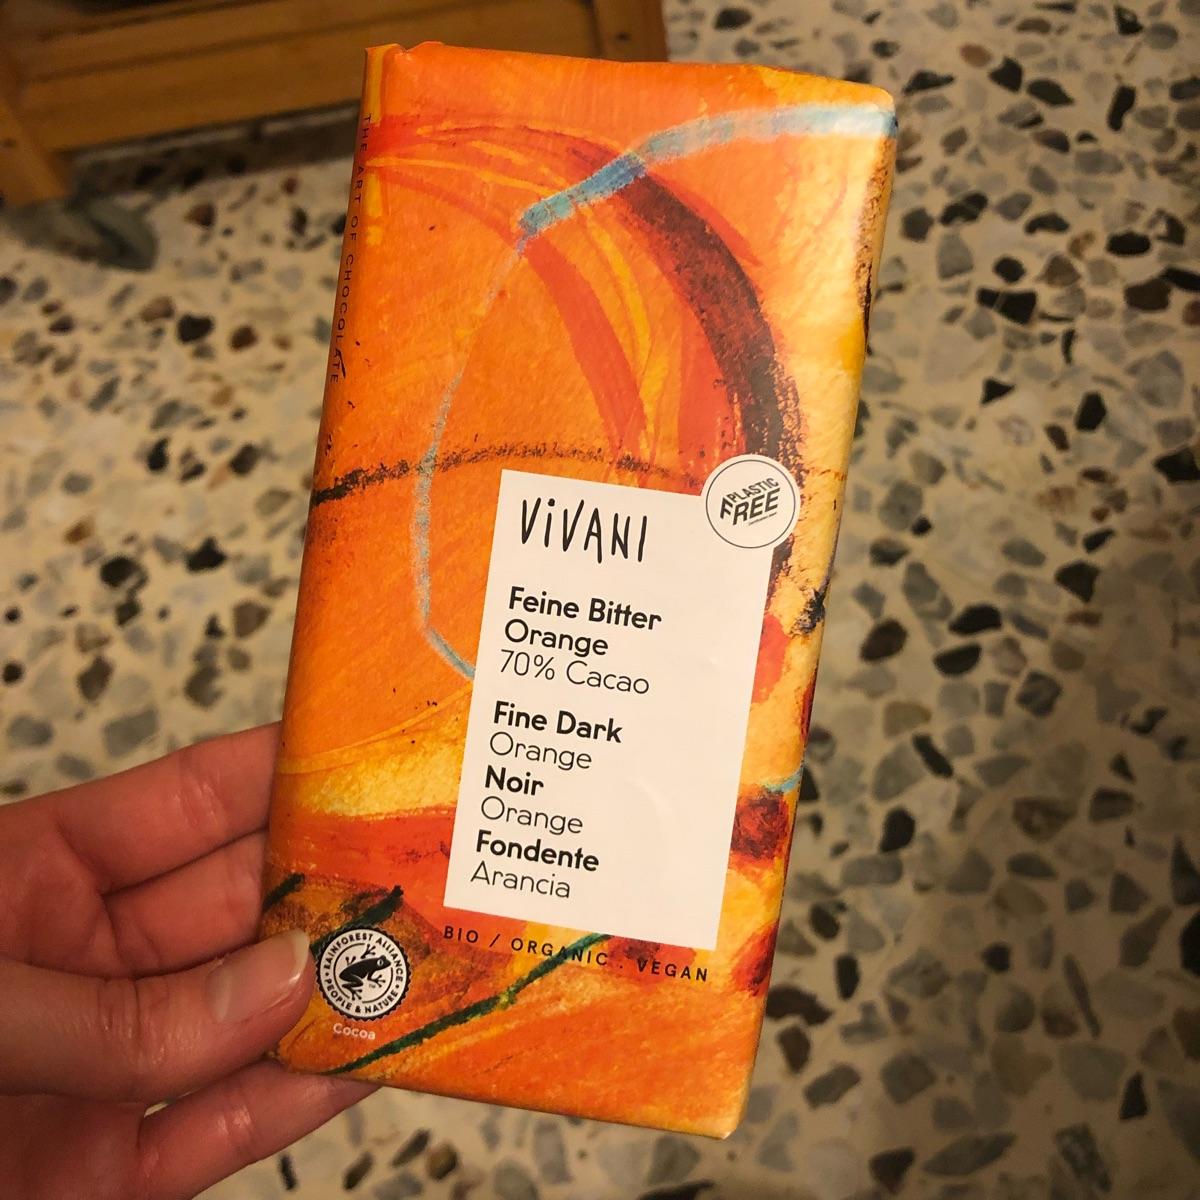 THE ART OF CHOCOLATE
VIVANI
A PLASTIC
FREE
Feine Bitter
Orange
70% Cacao
Fine Dark
Orange
Noir
Orange
Fondente
Arancia
BIO / ORGANIC . VEGAN
RAINFOREST ALLIANCE
PEOPLE & NATURE
Cocoa